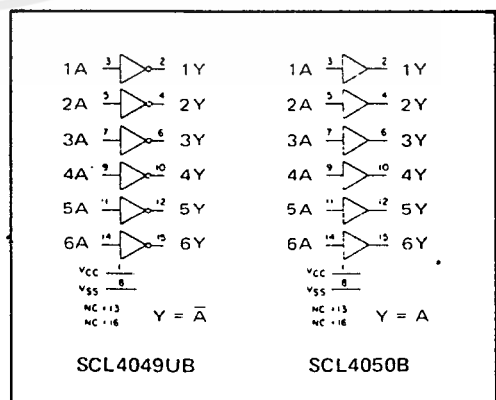 1A 3 2 1Y
2A 5 4 2Y
3A 7 6 3Y
4A 9 10 4Y
5A 11 12 5Y
6A 14 15 6Y
VCC 1
VSS 8
NC = 13
NC = 16
Y = A̅
SCL4049UB
1A 3 2 1Y
2A 5 4 2Y
3A 7 6 3Y
4A 9 10 4Y
5A 11 12 5Y
6A 14 15 6Y
VCC 1
VSS 8
NC = 13
NC = 16
Y = A
SCL4050B